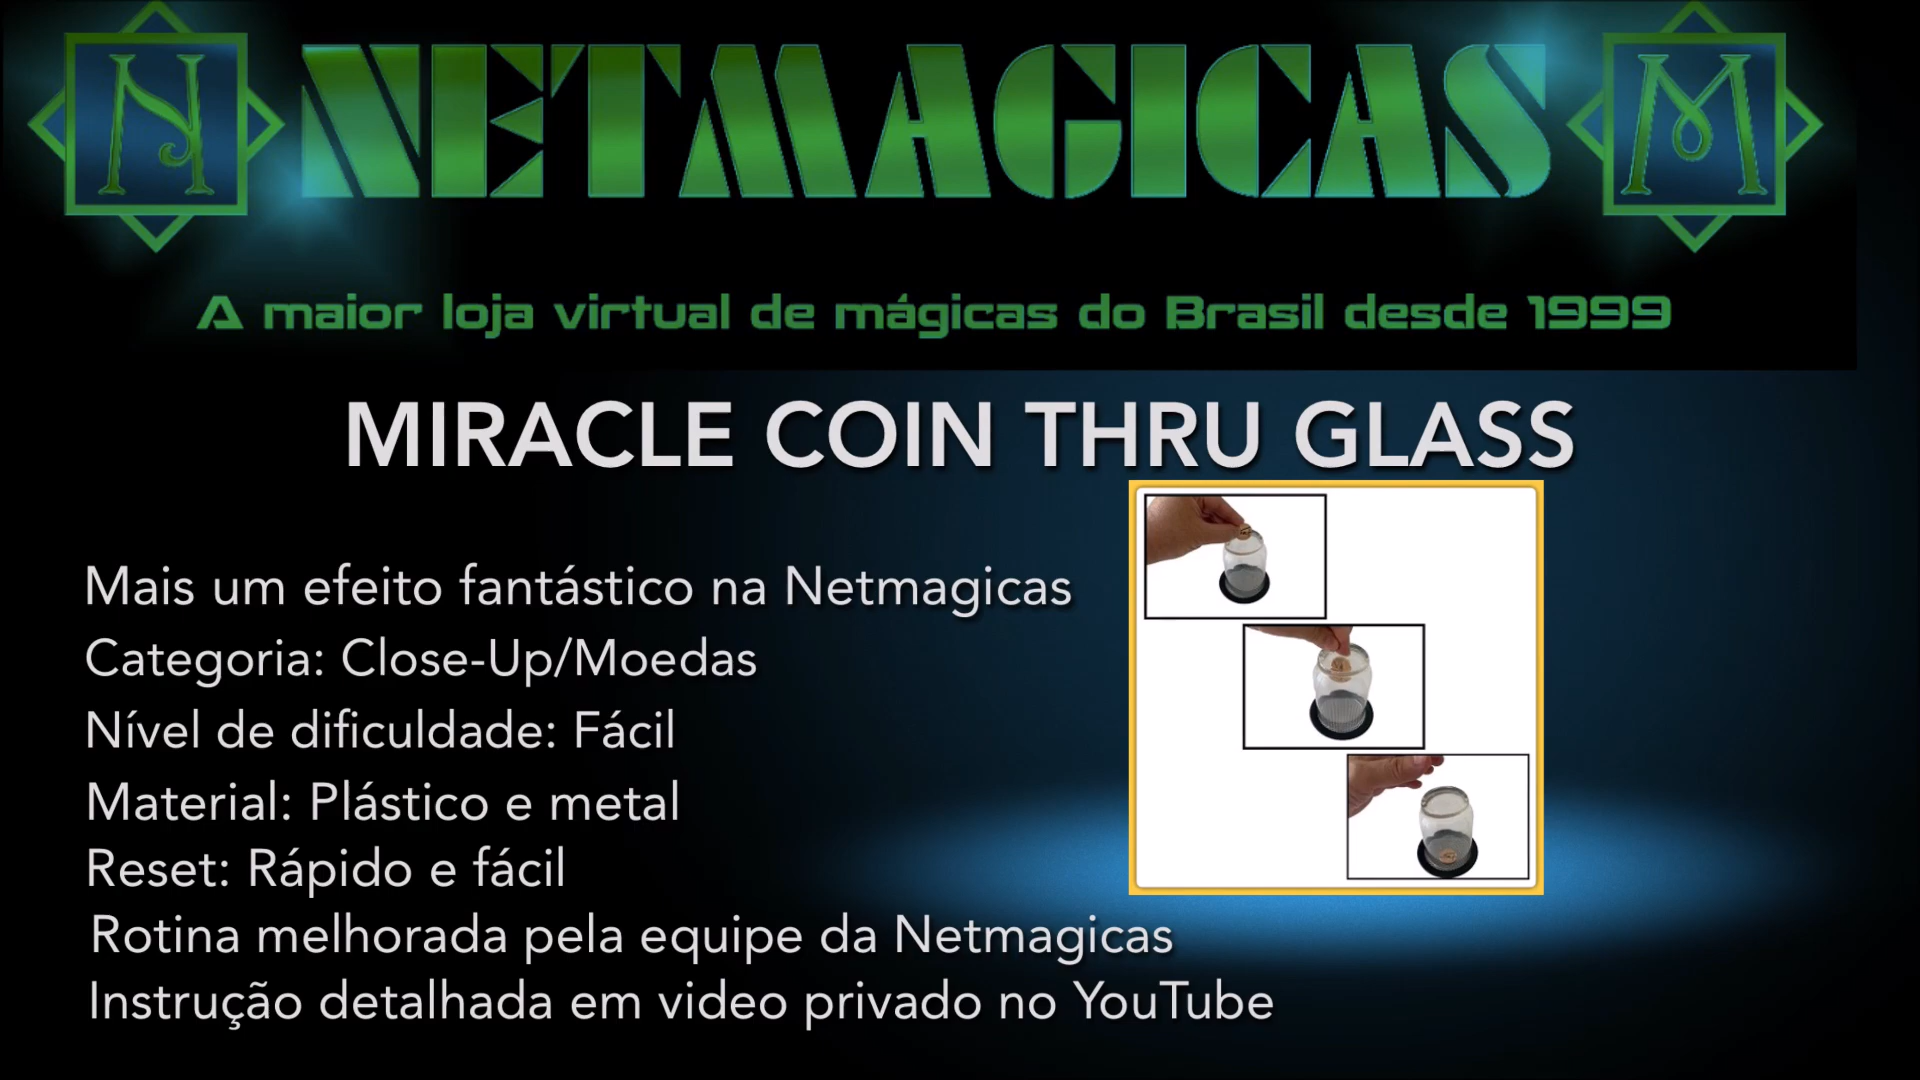 N NETMAGICAS M
A maior loja virtual de mágicas do Brasil desde 1999
MIRACLE COIN THRU GLASS
Mais um efeito fantástico na Netmagicas
Categoria: Close-Up/Moedas
Nível de dificuldade: Fácil
Material: Plástico e metal
Reset: Rápido e fácil
Rotina melhorada pela equipe da Netmagicas
Instrução detalhada em video privado no YouTube